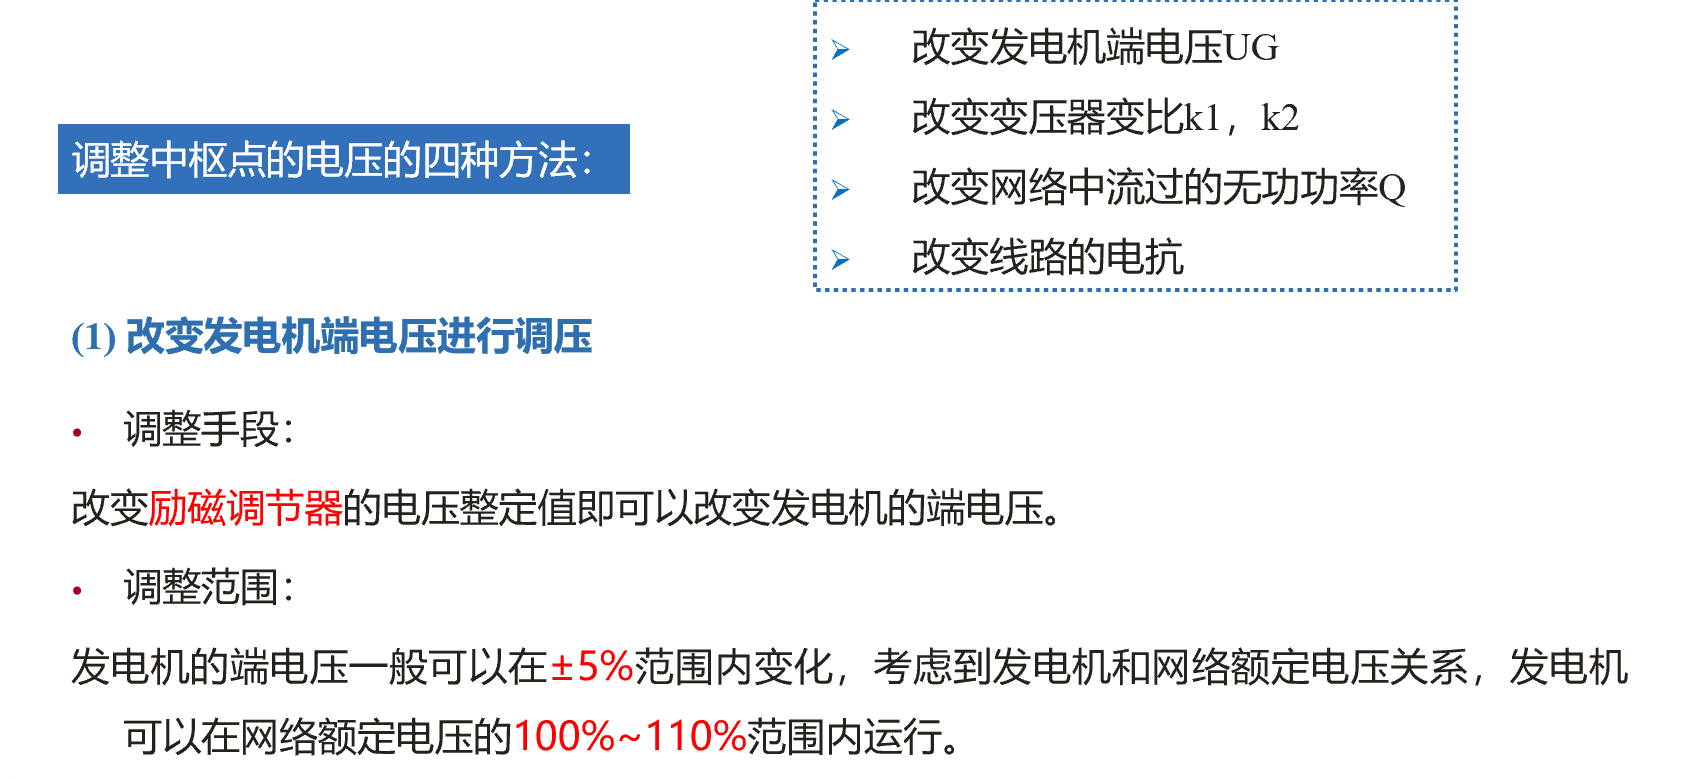 改变发电机端电压UG
改变变压器变比k1，k2
调整中枢点的电压的四种方法：
改变网络中流过的无功功率Q
改变线路的电抗
(1) 改变发电机端电压进行调压
• 调整手段：
改变励磁调节器的电压整定值即可以改变发电机的端电压。
• 调整范围：
发电机的端电压一般可以在±5%范围内变化，考虑到发电机和网络额定电压关系，发电机
可以在网络额定电压的100%~110%范围内运行。